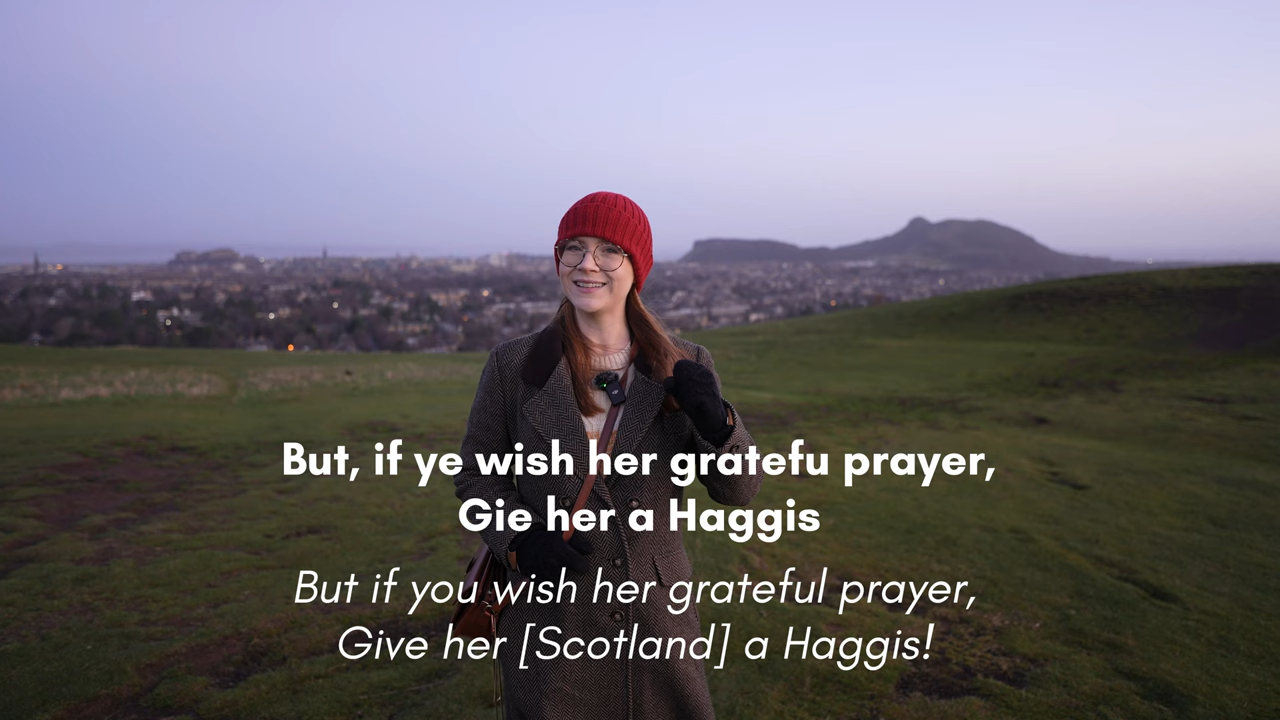 But, if ye wish her gratefu prayer,
Gie her a Haggis
But if you wish her grateful prayer,
Give her [Scotland] a Haggis!